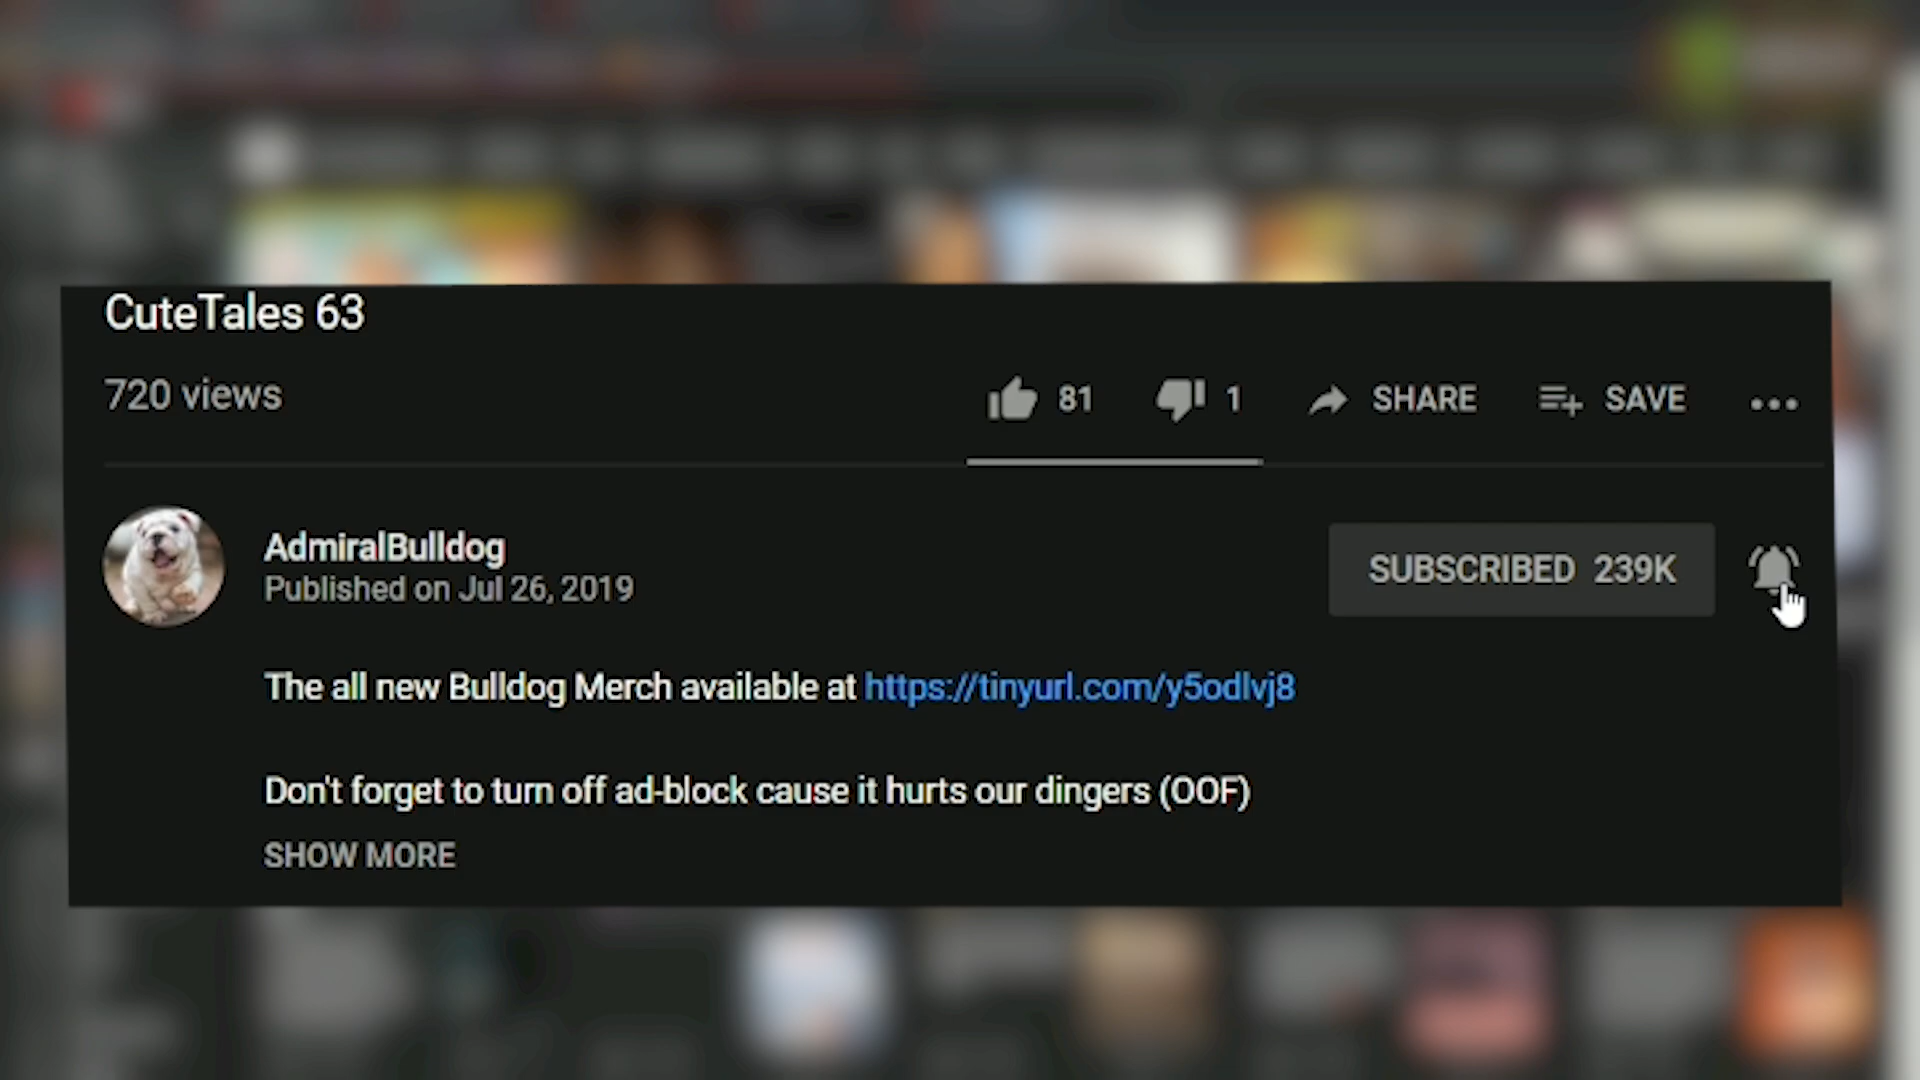 CuteTales 63
720 views
81
1
SHARE
SAVE
AdmiralBulldog
Published on Jul 26, 2019
SUBSCRIBED 239K
The all new Bulldog Merch available at https://tinyurl.com/y5odlvj8
Don't forget to turn off ad-block cause it hurts our dingers (OOF)
SHOW MORE